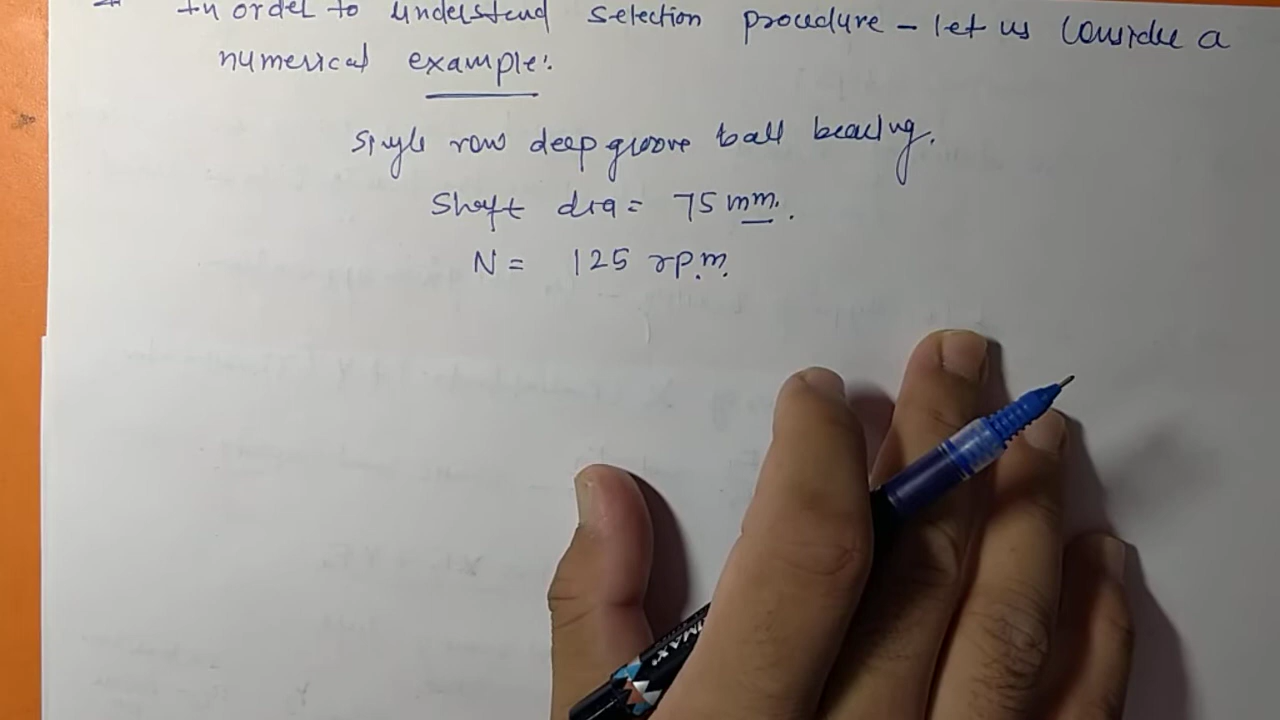 * In order to understand selection procedure - let us consider a
numerical example:
Single row deep groove ball bearing.
Shaft dia = 75 mm.
N = 125 r.p.m.
MAX